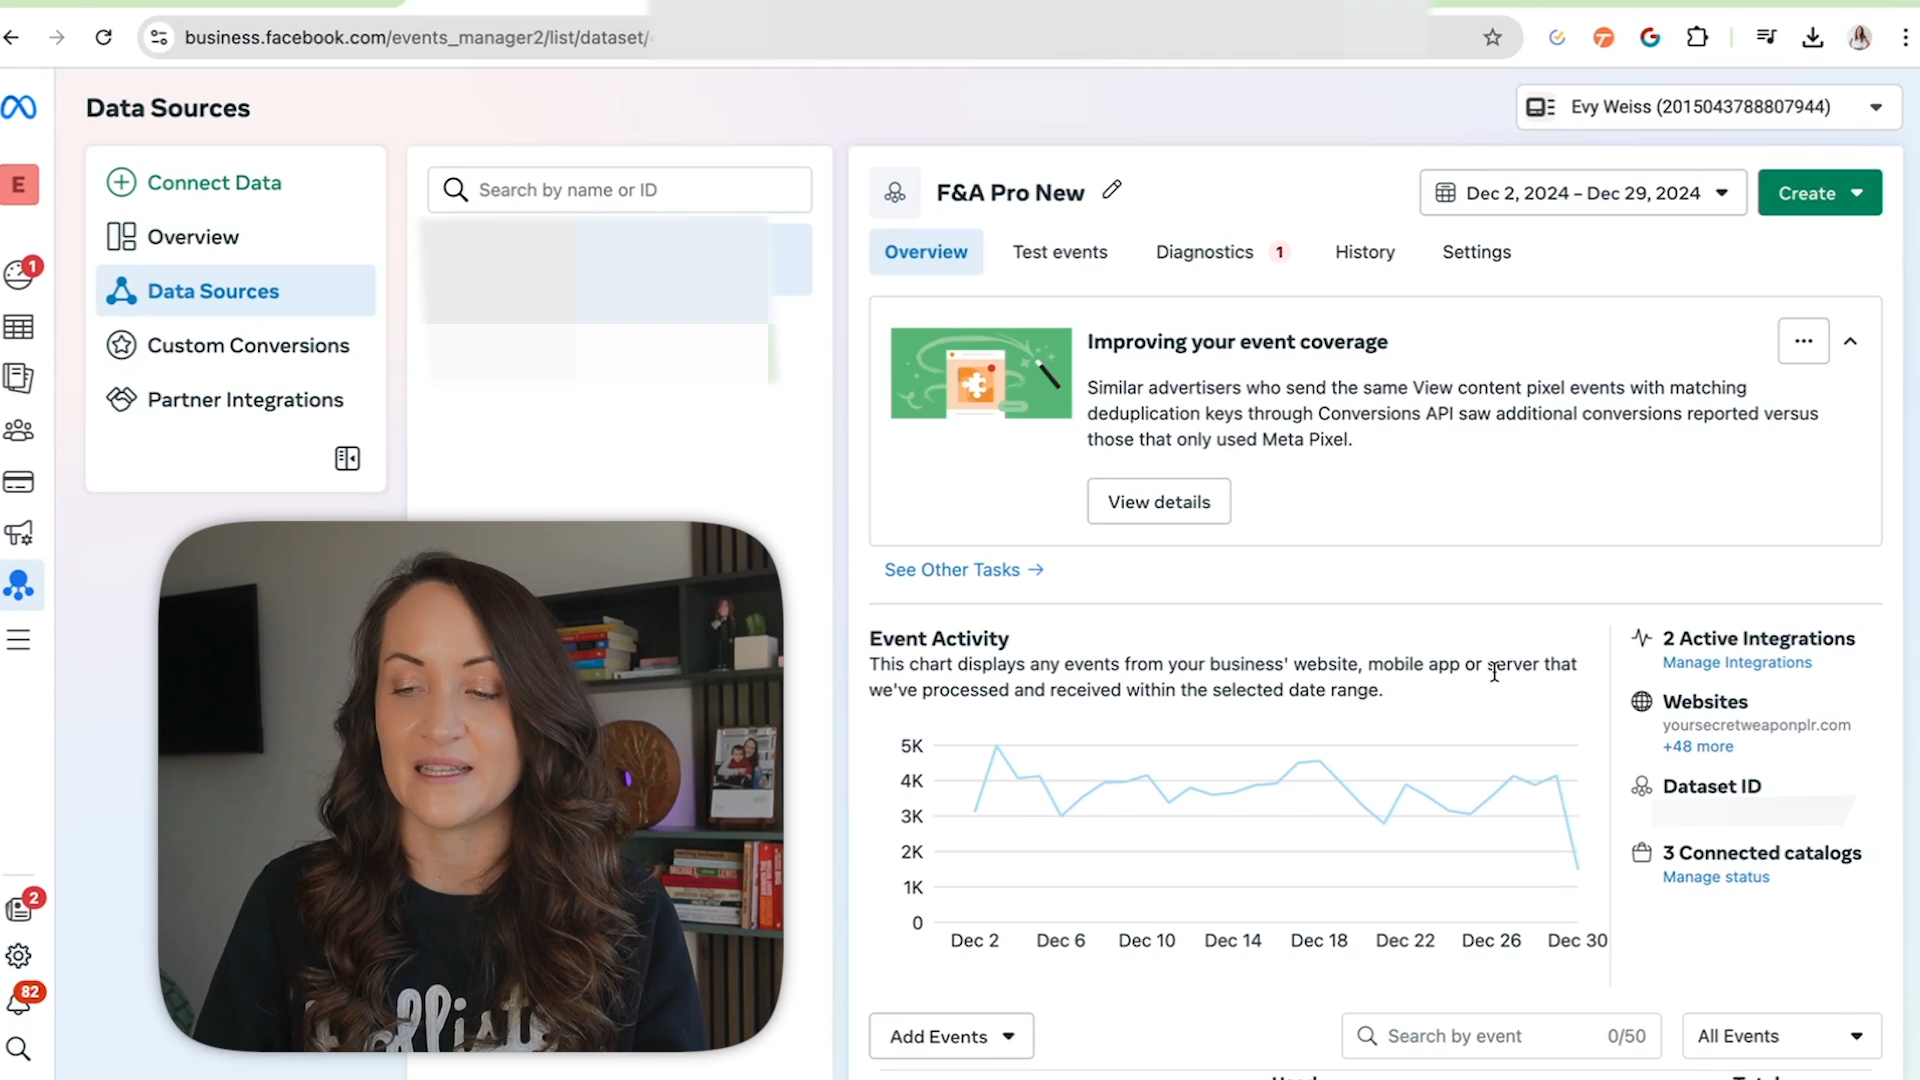 business.facebook.com/events_manager2/list/dataset/
Data Sources
Evy Weiss (2015043788807944)
E
1
2
82
Connect Data
Overview
Data Sources
Custom Conversions
Partner Integrations
Search by name or ID
F&A Pro New
Dec 2, 2024 – Dec 29, 2024
Create
Overview
Test events
Diagnostics 1
History
Settings
Improving your event coverage
Similar advertisers who send the same View content pixel events with matching
deduplication keys through Conversions API saw additional conversions reported versus
those that only used Meta Pixel.
View details
See Other Tasks
Event Activity
This chart displays any events from your business' website, mobile app or server that
we've processed and received within the selected date range.
5K
4K
3K
2K
1K
0
Dec 2 Dec 6 Dec 10 Dec 14 Dec 18 Dec 22 Dec 26 Dec 30
2 Active Integrations
Manage Integrations
Websites
yoursecretweaponplr.com
+48 more
Dataset ID
3 Connected catalogs
Manage status
Add Events
Search by event 0/50
All Events